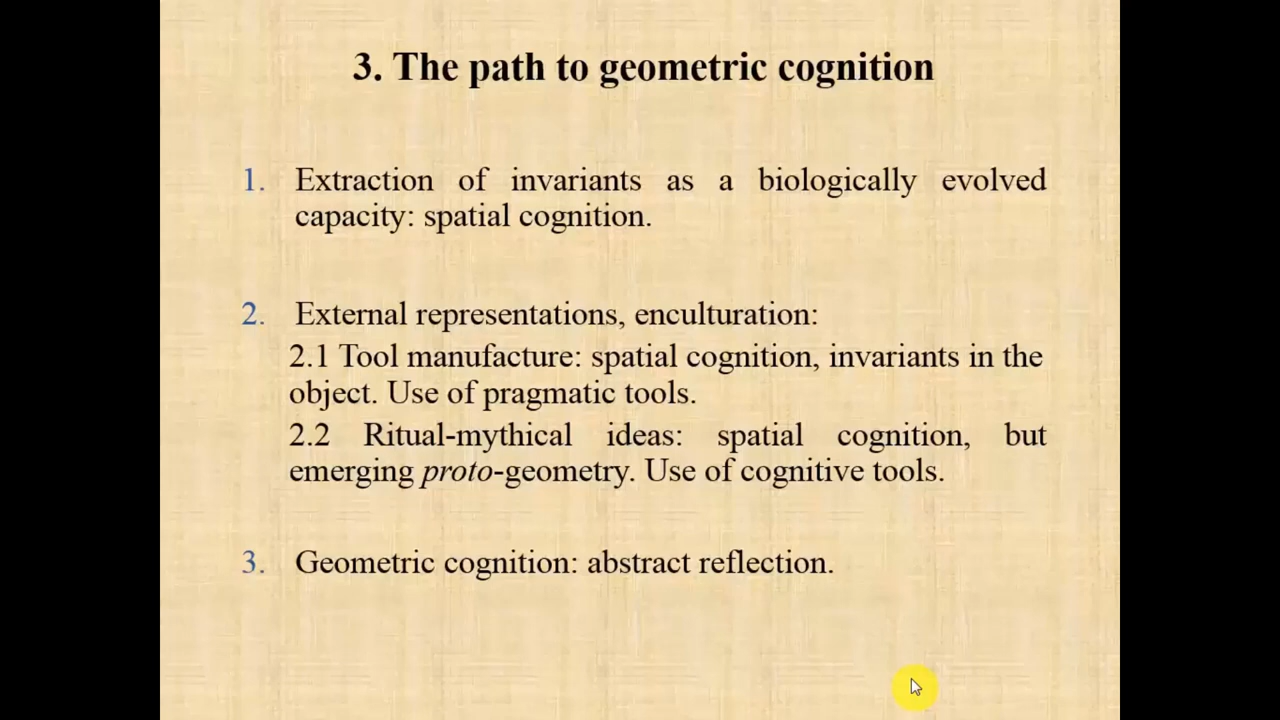 3. The path to geometric cognition
1. Extraction of invariants as a biologically evolved
capacity: spatial cognition.
2. External representations, enculturation:
2.1 Tool manufacture: spatial cognition, invariants in the
object. Use of pragmatic tools.
2.2 Ritual-mythical ideas: spatial cognition, but
emerging proto-geometry. Use of cognitive tools.
3. Geometric cognition: abstract reflection.